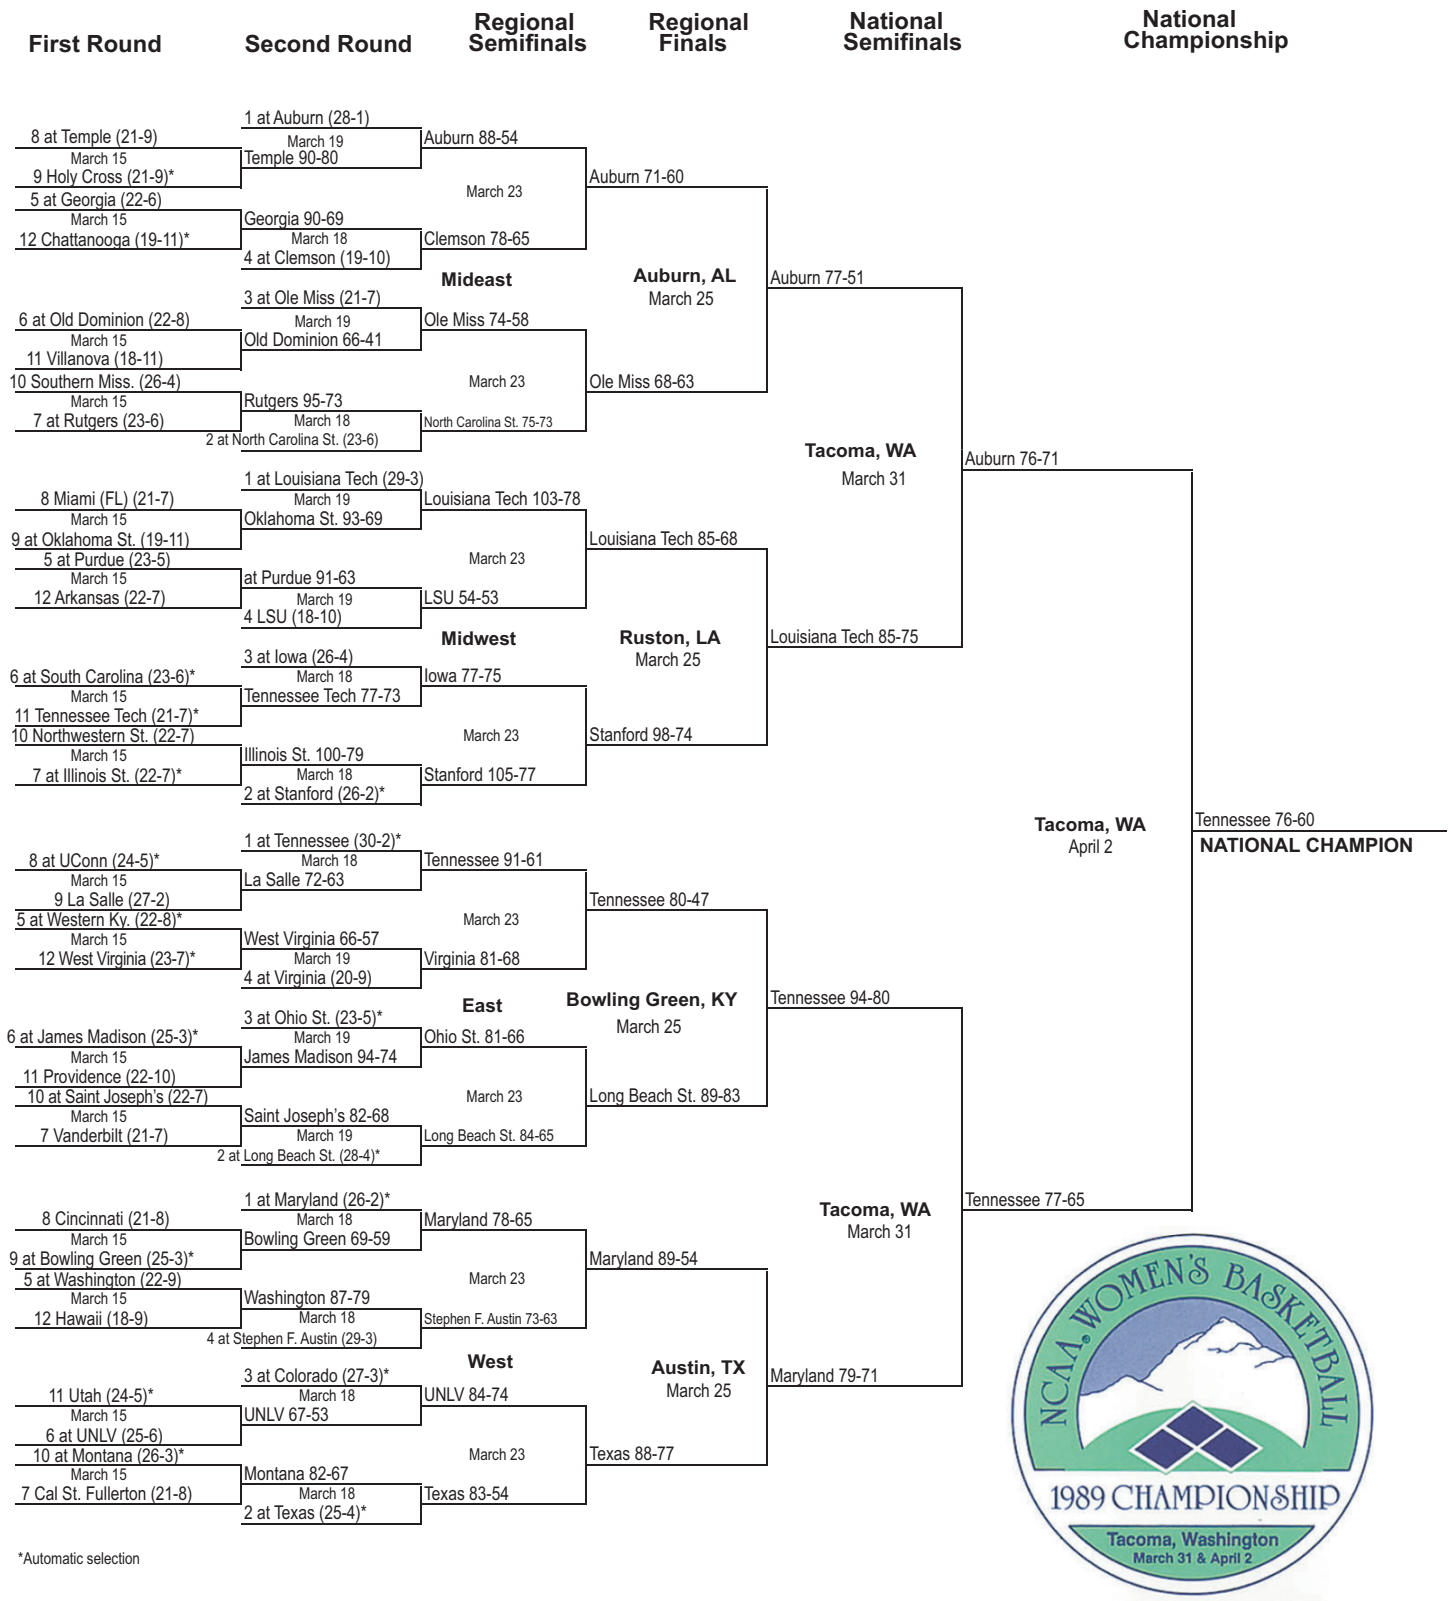 First Round
Second Round
Regional
Semifinals
Regional
Finals
National
Semifinals
National
Championship
8 at Temple (21-9)
March 15
9 Holy Cross (21-9)*
5 at Georgia (22-6)
March 15
12 Chattanooga (19-11)*
6 at Old Dominion (22-8)
March 15
11 Villanova (18-11)
10 Southern Miss. (26-4)
March 15
7 at Rutgers (23-6)
8 Miami (FL) (21-7)
March 15
9 at Oklahoma St. (19-11)
5 at Purdue (23-5)
March 15
12 Arkansas (22-7)
6 at South Carolina (23-6)*
March 15
11 Tennessee Tech (21-7)*
10 Northwestern St. (22-7)
March 15
7 at Illinois St. (22-7)*
8 at UConn (24-5)*
March 15
9 La Salle (27-2)
5 at Western Ky. (22-8)*
March 15
12 West Virginia (23-7)*
6 at James Madison (25-3)*
March 15
11 Providence (22-10)
10 at Saint Joseph's (22-7)
March 15
7 Vanderbilt (21-7)
8 Cincinnati (21-8)
March 15
9 at Bowling Green (25-3)*
5 at Washington (22-9)
March 15
12 Hawaii (18-9)
11 Utah (24-5)*
March 15
6 at UNLV (25-6)
10 at Montana (26-3)*
March 15
7 Cal St. Fullerton (21-8)
1 at Auburn (28-1)
March 19
Temple 90-80
Georgia 90-69
March 18
4 at Clemson (19-10)
3 at Ole Miss (21-7)
March 19
Old Dominion 66-41
Rutgers 95-73
March 18
2 at North Carolina St. (23-6)
1 at Louisiana Tech (29-3)
March 19
Oklahoma St. 93-69
at Purdue 91-63
March 19
4 LSU (18-10)
3 at Iowa (26-4)
March 18
Tennessee Tech 77-73
Illinois St. 100-79
March 18
2 at Stanford (26-2)*
1 at Tennessee (30-2)*
March 18
La Salle 72-63
West Virginia 66-57
March 19
4 at Virginia (20-9)
3 at Ohio St. (23-5)*
March 19
James Madison 94-74
Saint Joseph's 82-68
March 19
2 at Long Beach St. (28-4)*
1 at Maryland (26-2)*
March 18
Bowling Green 69-59
Washington 87-79
March 18
4 at Stephen F. Austin (29-3)
3 at Colorado (27-3)*
March 18
UNLV 67-53
Montana 82-67
March 18
2 at Texas (25-4)*
Auburn 88-54
March 23
Clemson 78-65
Mideast
Ole Miss 74-58
March 23
North Carolina St. 75-73
Louisiana Tech 103-78
March 23
LSU 54-53
Midwest
Iowa 77-75
March 23
Stanford 105-77
Tennessee 91-61
March 23
Virginia 81-68
East
Ohio St. 81-66
March 23
Long Beach St. 84-65
Maryland 78-65
March 23
Stephen F. Austin 73-63
West
UNLV 84-74
March 23
Texas 83-54
Auburn 71-60
Auburn, AL
March 25
Ole Miss 68-63
Louisiana Tech 85-68
Ruston, LA
March 25
Stanford 98-74
Tennessee 80-47
Bowling Green, KY
March 25
Long Beach St. 89-83
Maryland 89-54
Austin, TX
March 25
Texas 88-77
Auburn 77-51
Tacoma, WA
March 31
Louisiana Tech 85-75
Tennessee 94-80
Tacoma, WA
March 31
Maryland 79-71
Auburn 76-71
Tacoma, WA
April 2
Tennessee 77-65
Tennessee 76-60
NATIONAL CHAMPION
NCAA WOMEN'S BASKETBALL
1989 CHAMPIONSHIP
Tacoma, Washington
March 31 & April 2
*Automatic selection